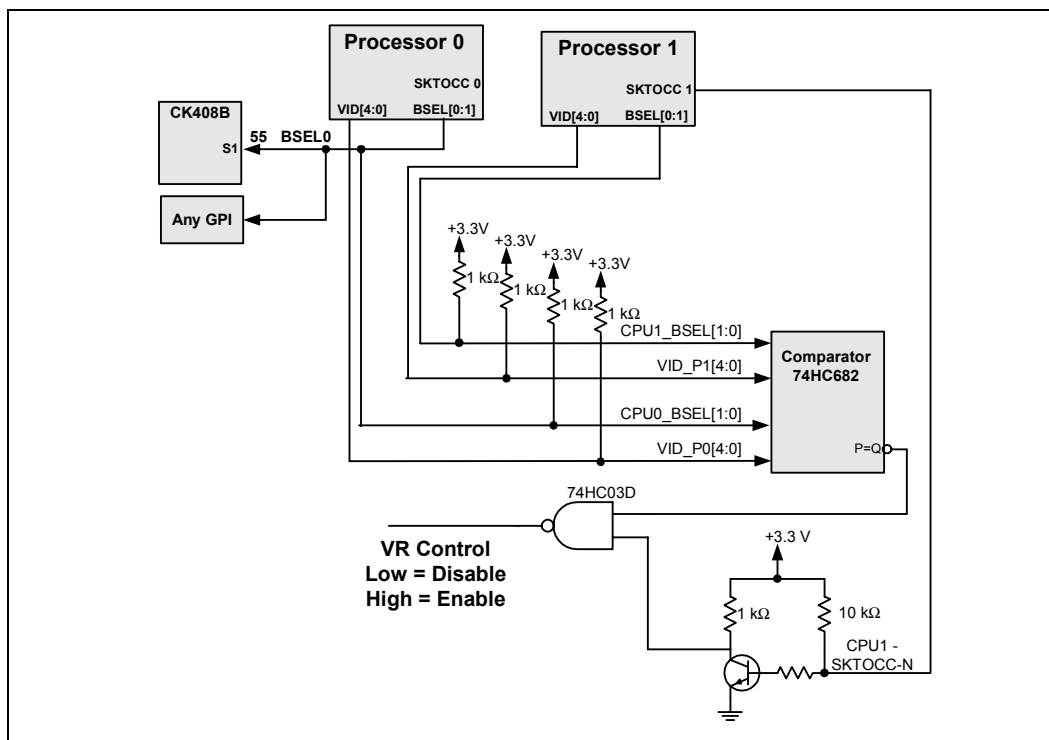 Processor 0
SKTOCC 0
VID[4:0] BSEL[0:1]
Processor 1
SKTOCC 1
VID[4:0] BSEL[0:1]
CK408B
S1
55 BSEL0
Any GPI
+3.3V
+3.3V
+3.3V
+3.3V
1 kΩ
1 kΩ
1 kΩ
1 kΩ
CPU1_BSEL[1:0]
VID_P1[4:0]
CPU0_BSEL[1:0]
VID_P0[4:0]
Comparator
74HC682
P=Q
74HC03D
VR Control
Low = Disable
High = Enable
+3.3 V
1 kΩ
10 kΩ
CPU1 -
SKTOCC-N